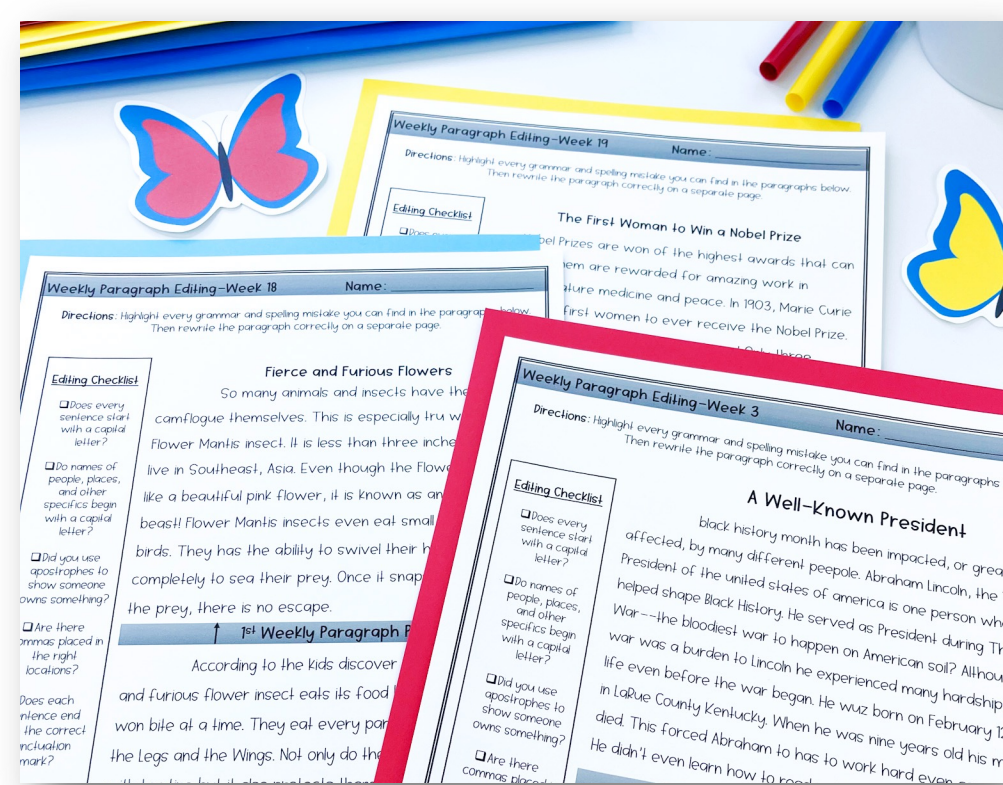 Weekly Paragraph Editing-Week 19 Name:
Directions: Highlight every grammar and spelling mistake you can find in the paragraphs below.
Then rewrite the paragraph correctly on a separate page.
Editing Checklist
The First Woman to Win a Nobel Prize
Prizes are won of the highest awards that can
are rewarded for amazing work in
medicine and peace. In 1903, Marie Curie
first women to ever receive the Nobel Prize.
Weekly Paragraph Editing-Week 18 Name:
Directions: Highlight every grammar and spelling mistake you can find in the paragraphs below.
Then rewrite the paragraph correctly on a separate page.
Editing Checklist
❑Does every
sentence start
with a capital
letter?
❑Do names of
people, places,
and other
specifics begin
with a capital
letter?
❑Did you use
apostrophes to
show someone
owns something?
❑Are there
commas placed in
the right
locations?
Does each
sentence end
the correct
mark?
Fierce and Furious Flowers
So many animals and insects have the
camflogue themselves. This is especially tru
Flower Mantis insect. It is less than three
live in Southeast, Asia. Even though the
like a beautiful pink flower, it is known as
beast! Flower Mantis insects even eat small
birds. They has the ability to swivel their
completely to sea their prey. Once it
the prey, there is no escape.
1st Weekly Paragraph
According to the kids discover
and furious flower insect eats its food
won bite at a time. They eat every
the Legs and the Wings. Not only do
Weekly Paragraph Editing-Week 3 Name:
Directions: Highlight every grammar and spelling mistake you can find in the paragraphs
Then rewrite the paragraph correctly on a separate page.
Editing Checklist
❑Does every
sentence start
with a capital
letter?
❑Do names of
people, places,
and other
specifics begin
with a capital
letter?
❑Did you use
apostrophes to
show someone
owns something?
❑Are there
commas placed
A Well-Known President
black history month has been impacted, or
affected, by many different peepole. Abraham Lincoln, the
President of the united states of america is one person
helped shape Black History. He served as President during
War--the bloodiest war to happen on American soil?
war was a burden to Lincoln he experienced many
life even before the war began. He wuz born on February
in LaRue County Kentucky. When he was nine years old his
died. This forced Abraham to has to work hard even
He didn't even learn how to